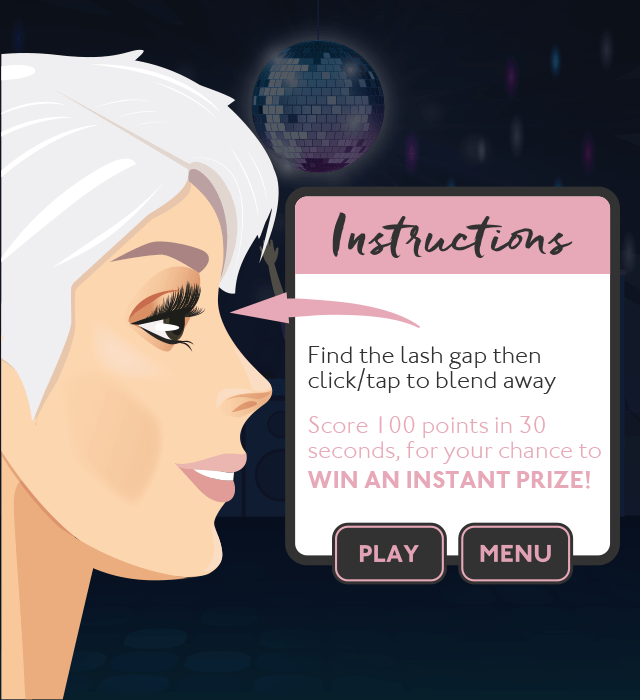 Instructions
Find the lash gap then
click/tap to blend away
Score 100 points in 30
seconds, for your chance to
WIN AN INSTANT PRIZE!
PLAY
MENU